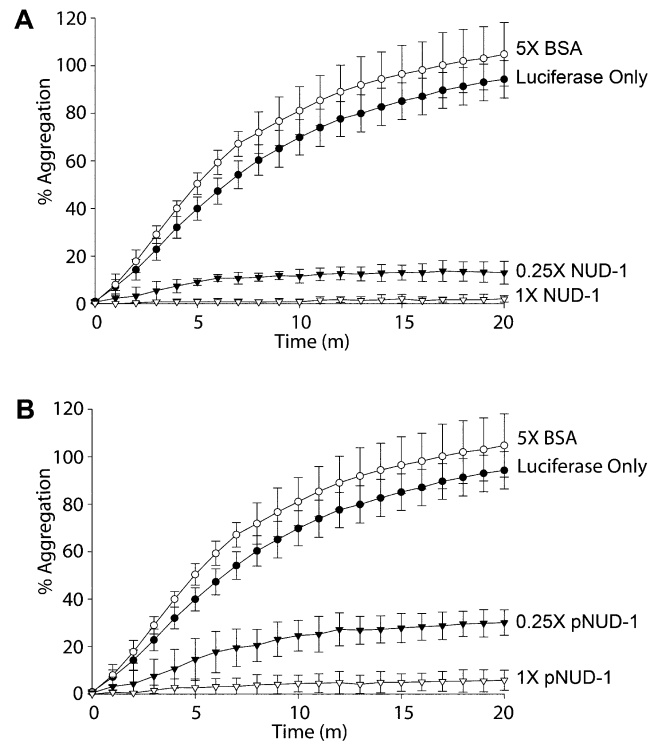 A
120
100
80
60
40
20
0
% Aggregation
0 5 10 15 20
Time (m)
5X BSA
Luciferase Only
0.25X NUD-1
1X NUD-1
B
120
100
80
60
40
20
0
% Aggregation
0 5 10 15 20
Time (m)
5X BSA
Luciferase Only
0.25X pNUD-1
1X pNUD-1